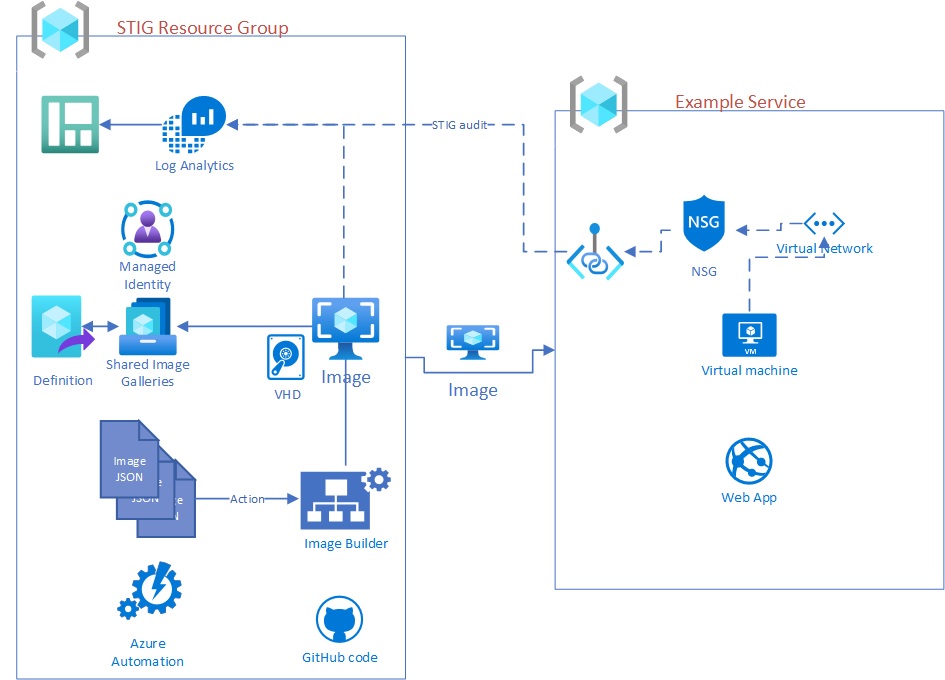 STIG Resource Group
Example Service
STIG audit
Log Analytics
NSG
Virtual Network
NSG
Managed
Identity
Definition
Shared Image
Galleries
VHD
Image
Image
VM
Virtual machine
Image
JSON
JSON
Action
Image Builder
Web App
Azure
Automation
GitHub code